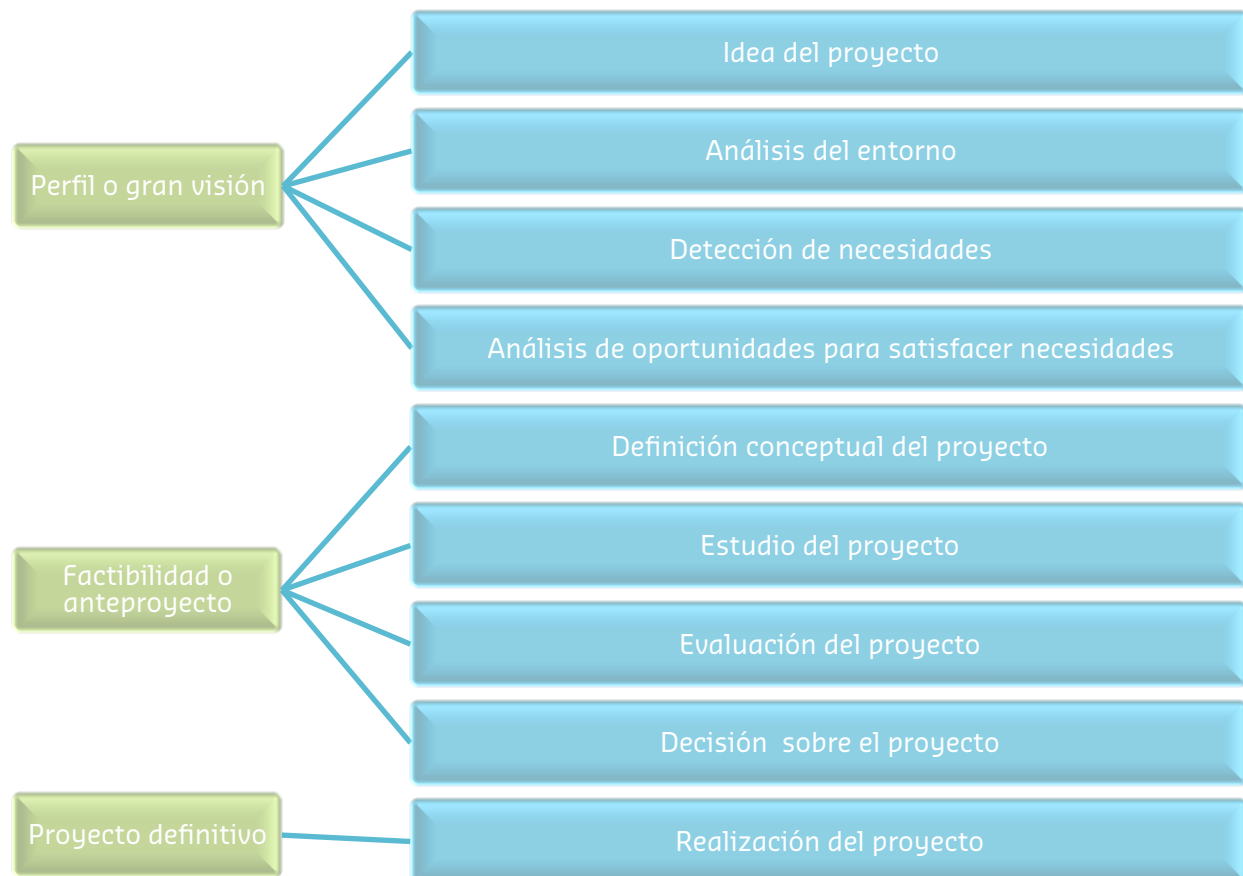 Perfil o gran visión
Idea del proyecto
Análisis del entorno
Detección de necesidades
Análisis de oportunidades para satisfacer necesidades
Factibilidad o
anteproyecto
Definición conceptual del proyecto
Estudio del proyecto
Evaluación del proyecto
Decisión  sobre el proyecto
Proyecto definitivo
Realización del proyecto